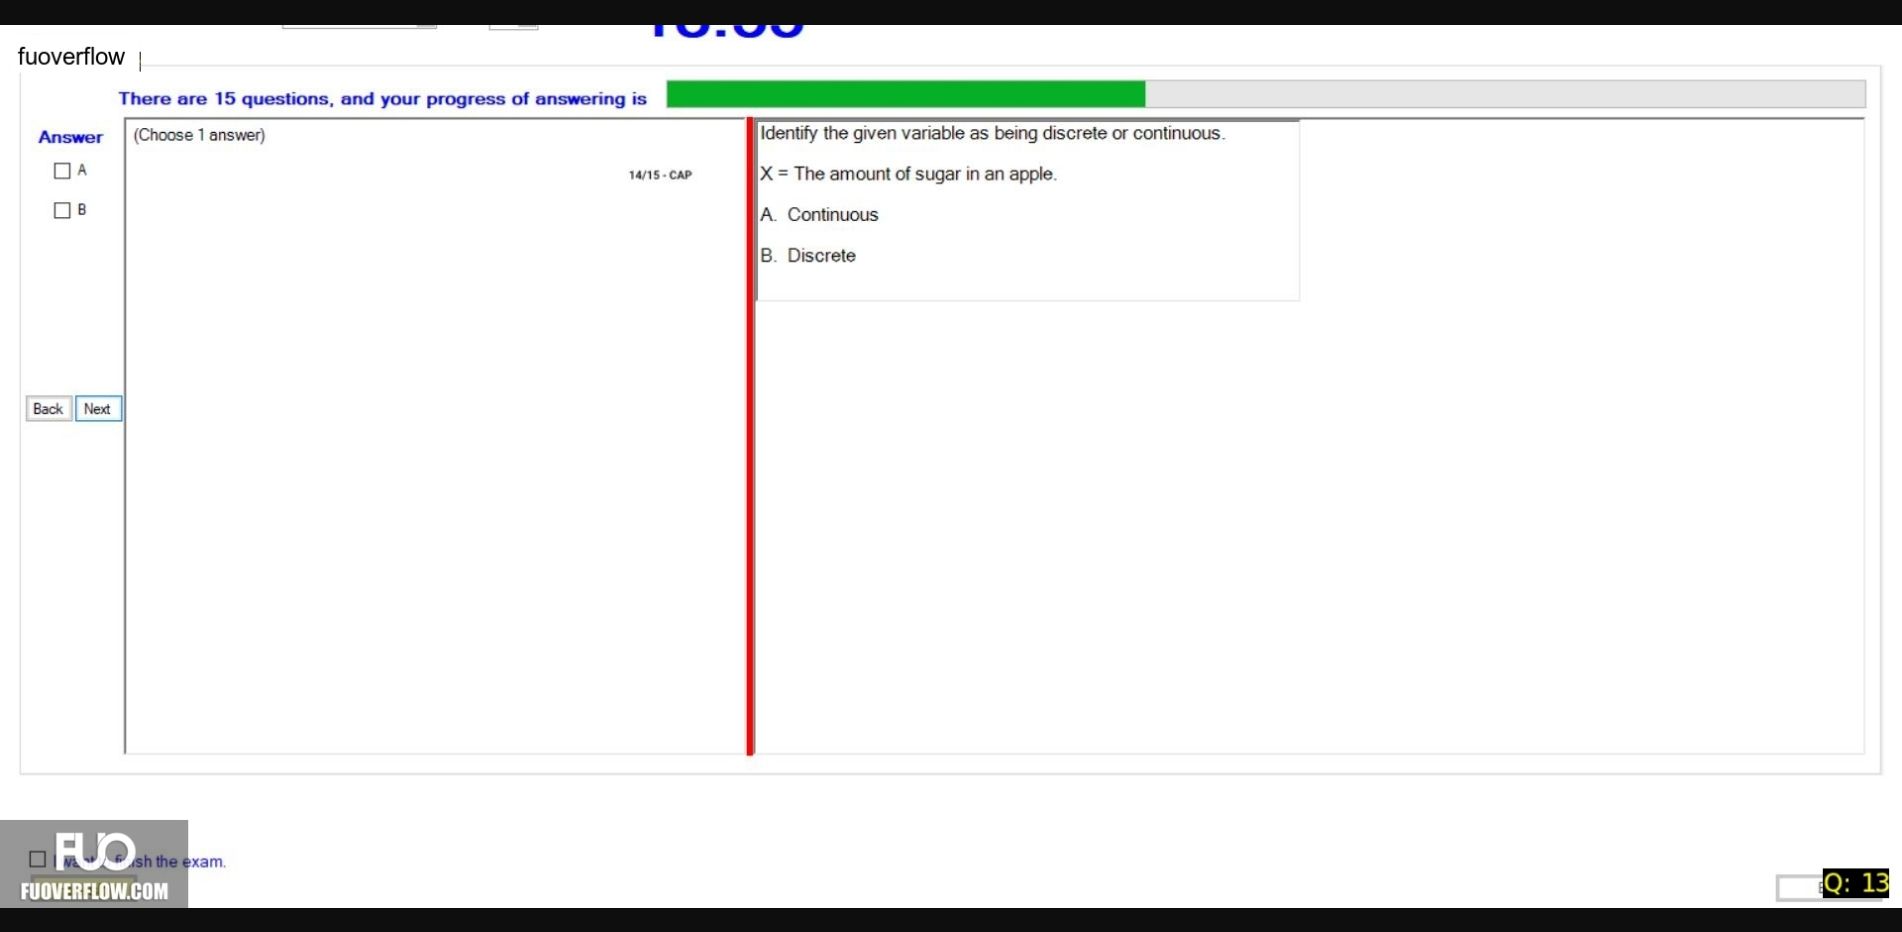 fuoverflow
There are 15 questions, and your progress of answering is
Answer
(Choose 1 answer)
A
B
14/15 - CAP
Identify the given variable as being discrete or continuous.
X = The amount of sugar in an apple.
A. Continuous
B. Discrete
Back Next
FUO
sh the exam.
FUOVERFLOW.COM
Q: 13